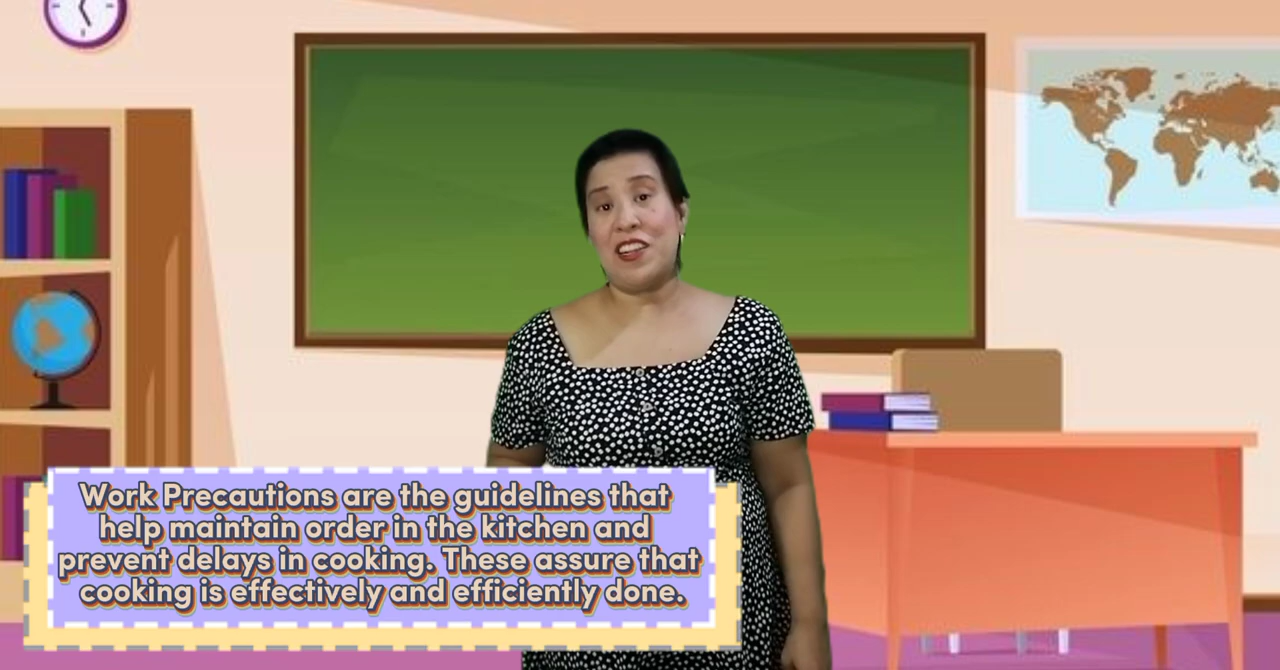 Work Precautions are the guidelines that
help maintain order in the kitchen and
prevent delays in cooking. These assure that
cooking is effectively and efficiently done.